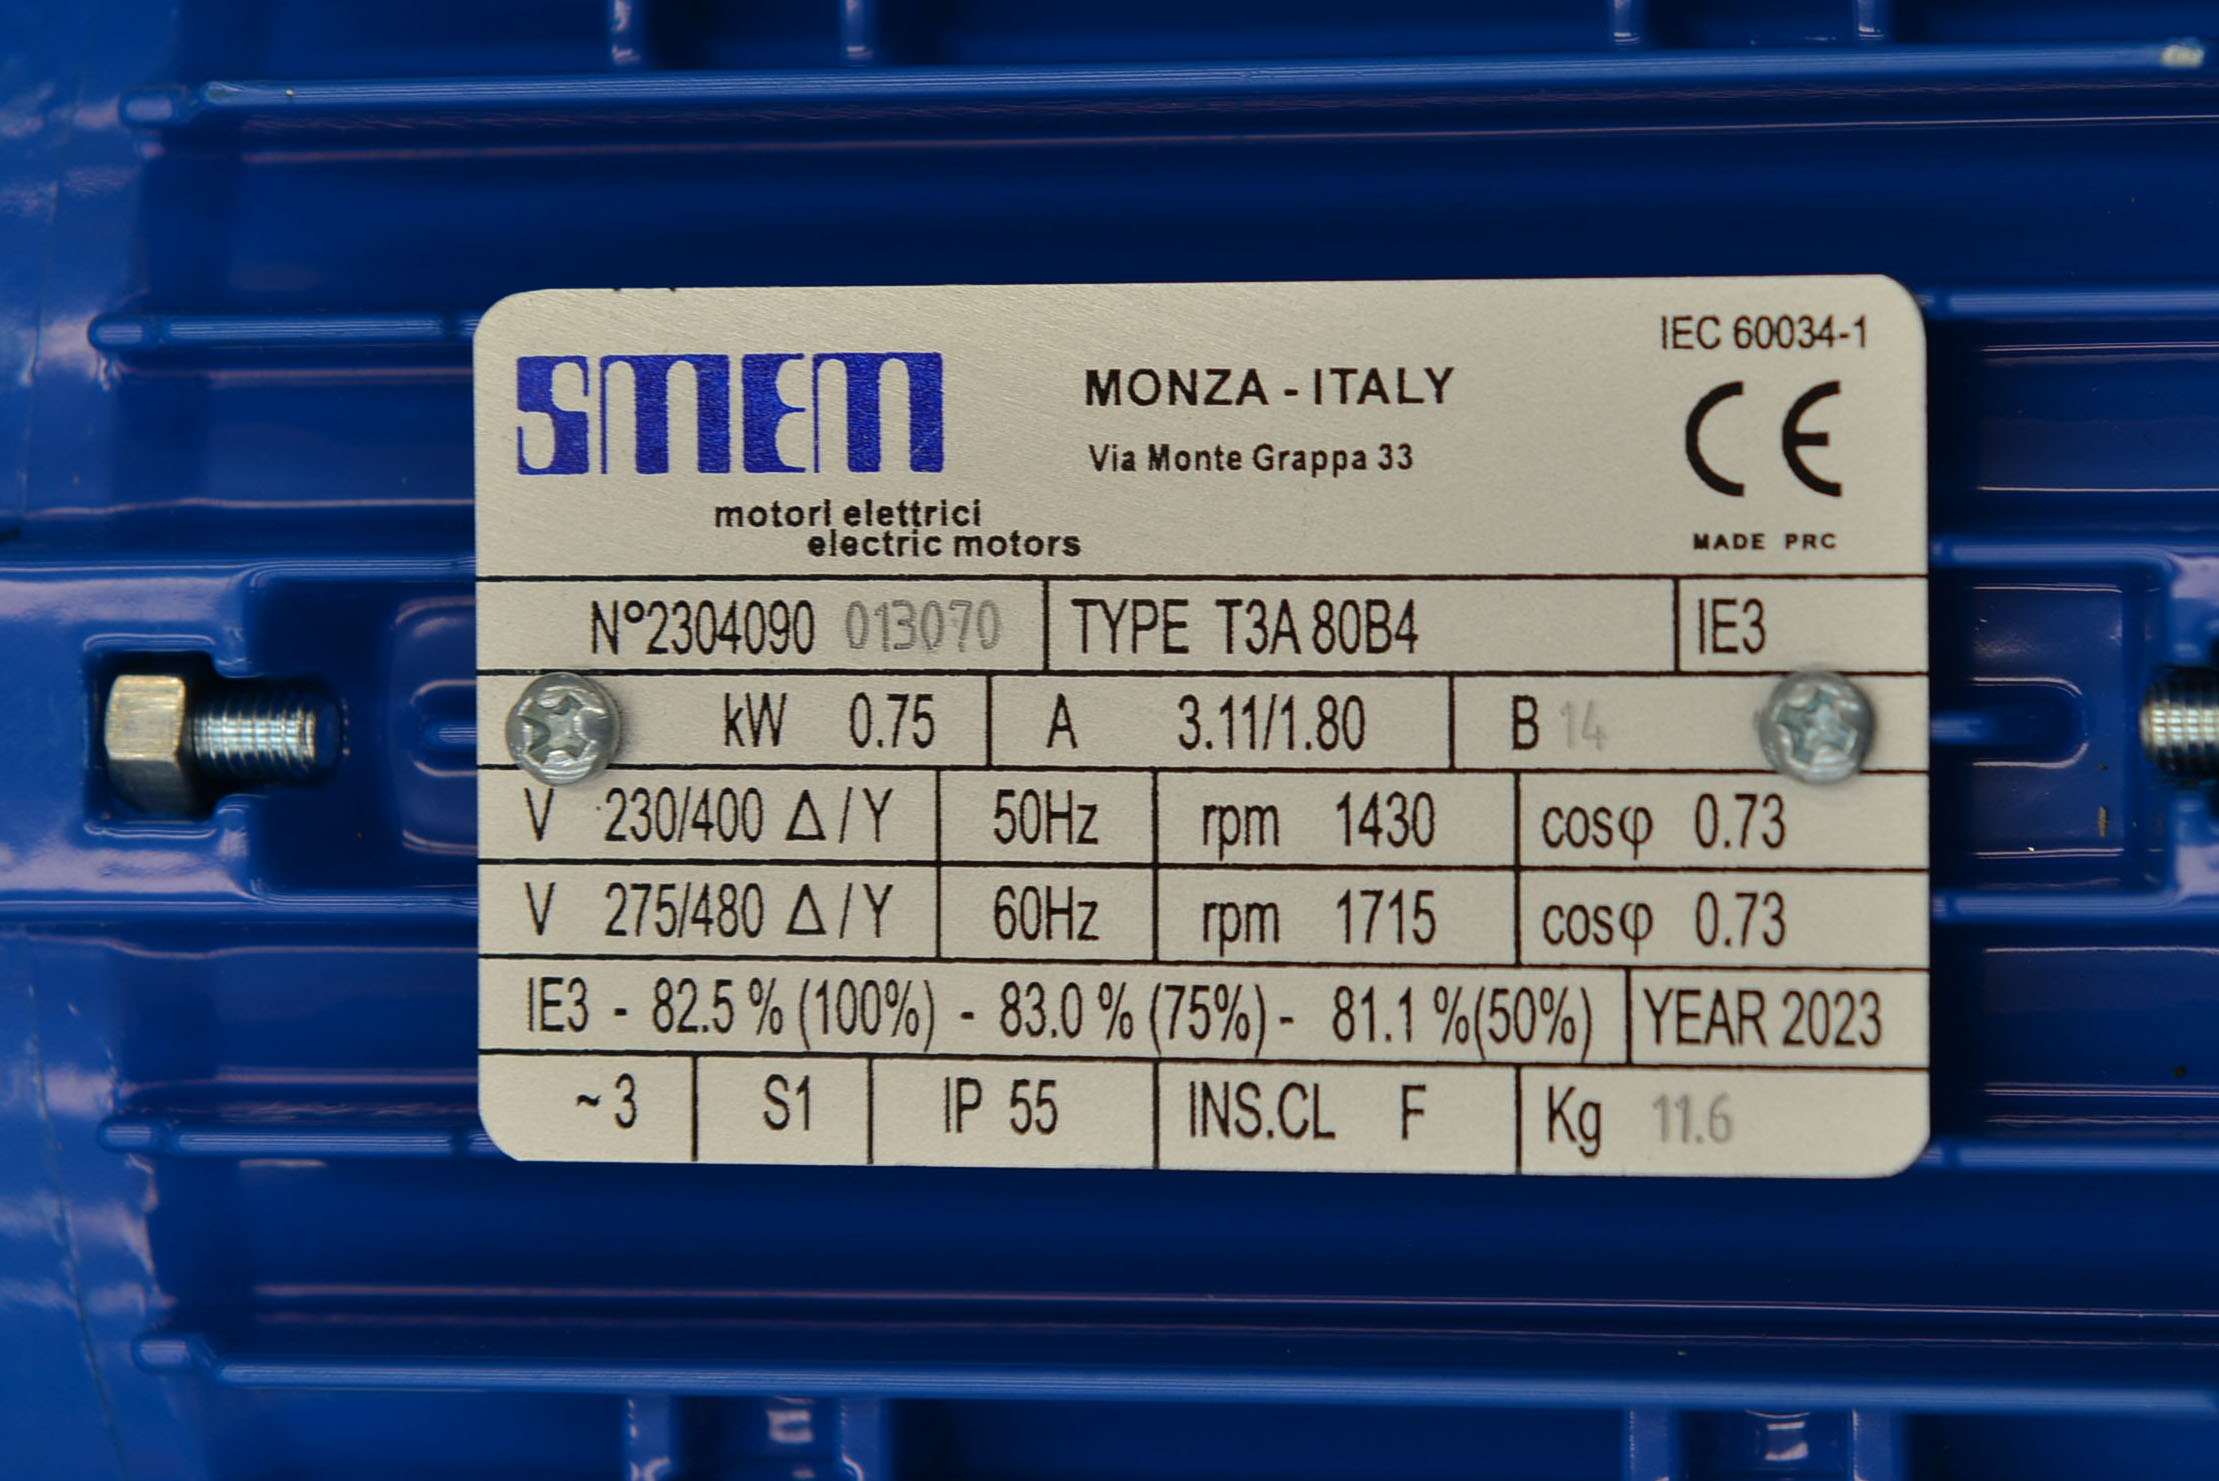 IEC 60034-1
SMEM
MONZA - ITALY
Via Monte Grappa 33
CE
motori elettrici
electric motors
MADE PRC
N°2304090 013070 TYPE T3A 80B4 IE3
kW 0.75 A 3.11/1.80 B 14
V 230/400 Δ/Y 50Hz rpm 1430 cosφ 0.73
V 275/480 Δ/Y 60Hz rpm 1715 cosφ 0.73
IE3 - 82.5 % (100%) - 83.0 % (75%) - 81.1 %(50%) YEAR 2023
~ 3 S1 IP 55 INS.CL F Kg 11.6